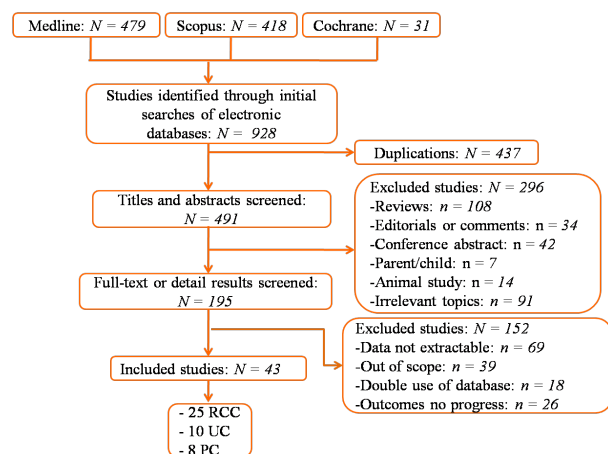 Medline: N = 479
Scopus: N = 418
Cochrane: N = 31
Studies identified through initial
searches of electronic
databases: N = 928
Duplications: N = 437
Titles and abstracts screened:
N = 491
Excluded studies: N = 296
-Reviews: n = 108
-Editorials or comments: n = 34
-Conference abstract: n = 42
-Parent/child: n = 7
-Animal study: n = 14
-Irrelevant topics: n = 91
Full-text or detail results screened:
N = 195
Excluded studies: N = 152
-Data not extractable: n = 69
-Out of scope: n = 39
-Double use of database: n = 18
-Outcomes no progress: n = 26
Included studies: N = 43
- 25 RCC
- 10 UC
- 8 PC